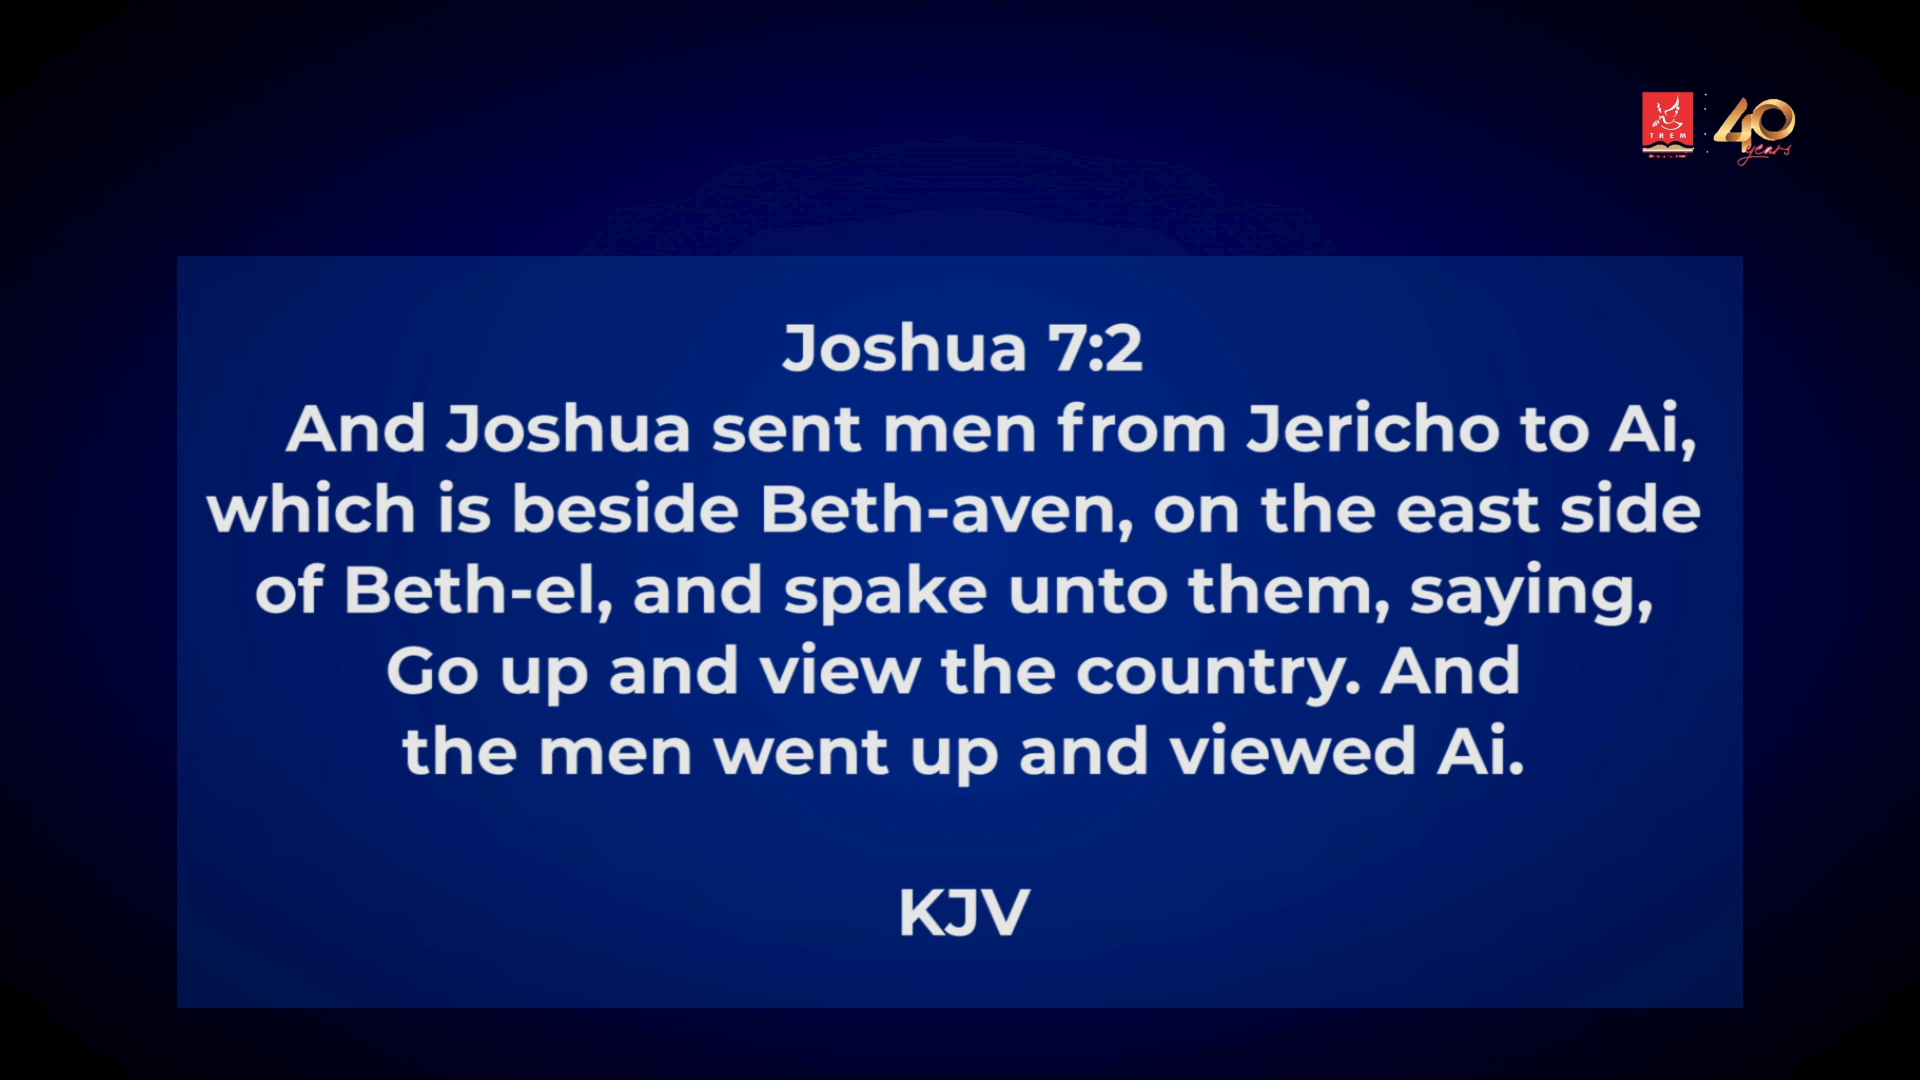 TREM
40
years
Joshua 7:2
And Joshua sent men from Jericho to Ai,
which is beside Beth-aven, on the east side
of Beth-el, and spake unto them, saying,
Go up and view the country. And
the men went up and viewed Ai.
KJV